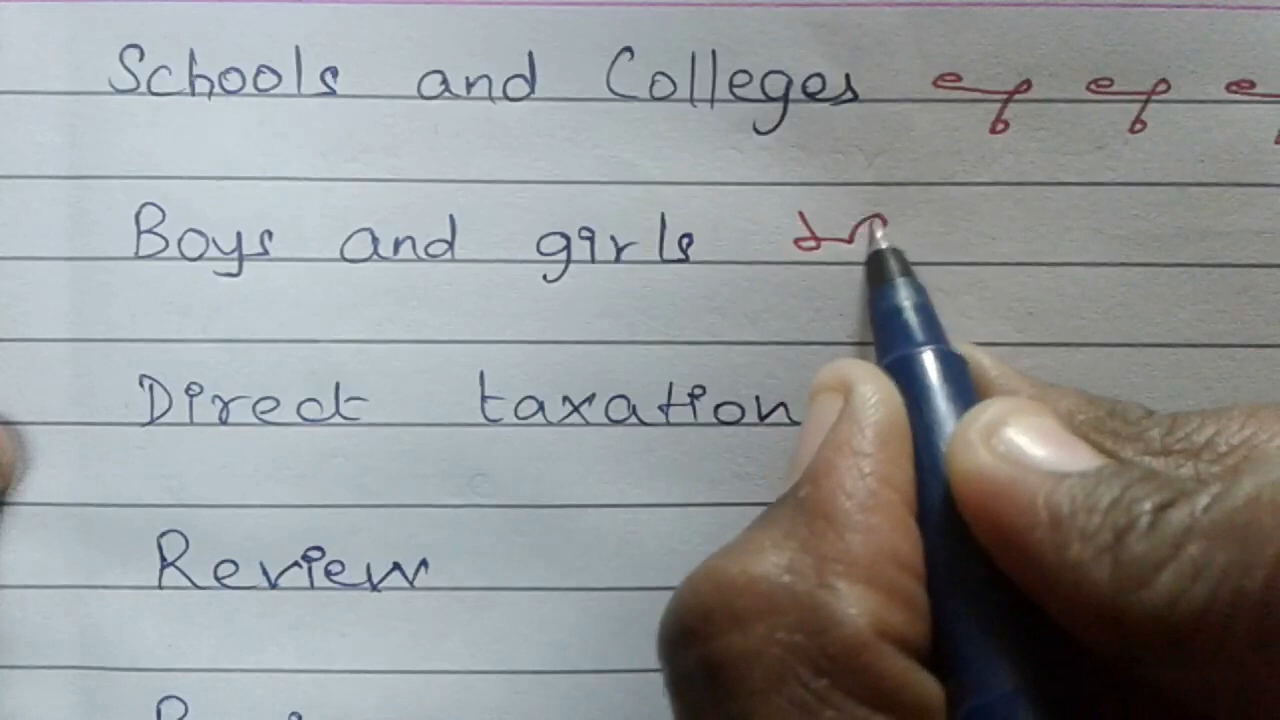 Schools and Colleges
Boys and girls
Direct taxation
Review